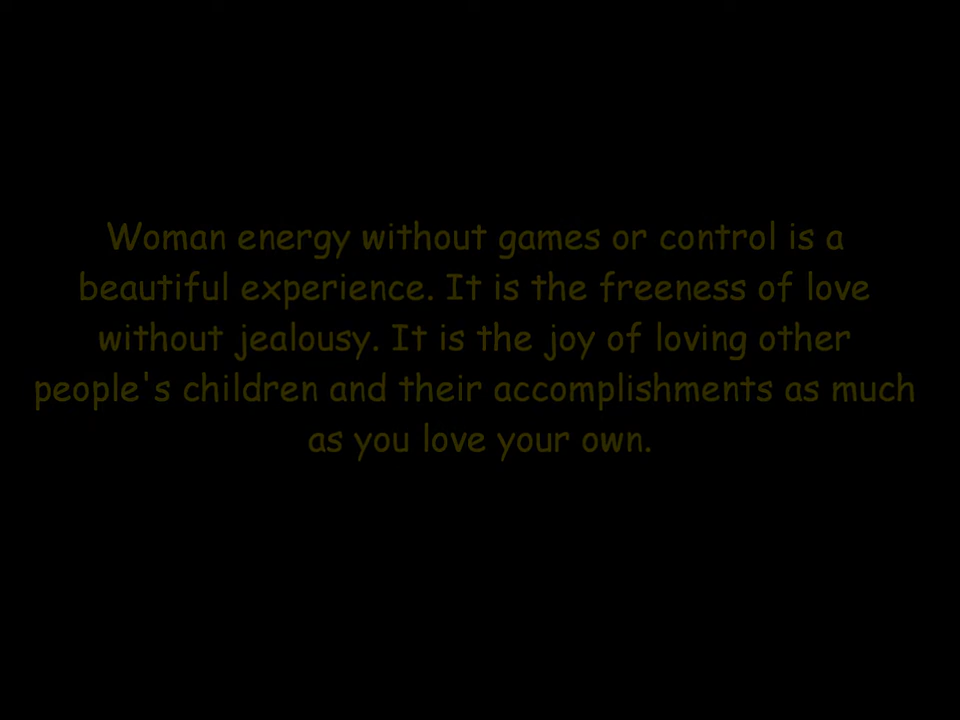 Woman energy without games or control is a
beautiful experience. It is the freeness of love
without jealousy. It is the joy of loving other
people's children and their accomplishments as much
as you love your own.